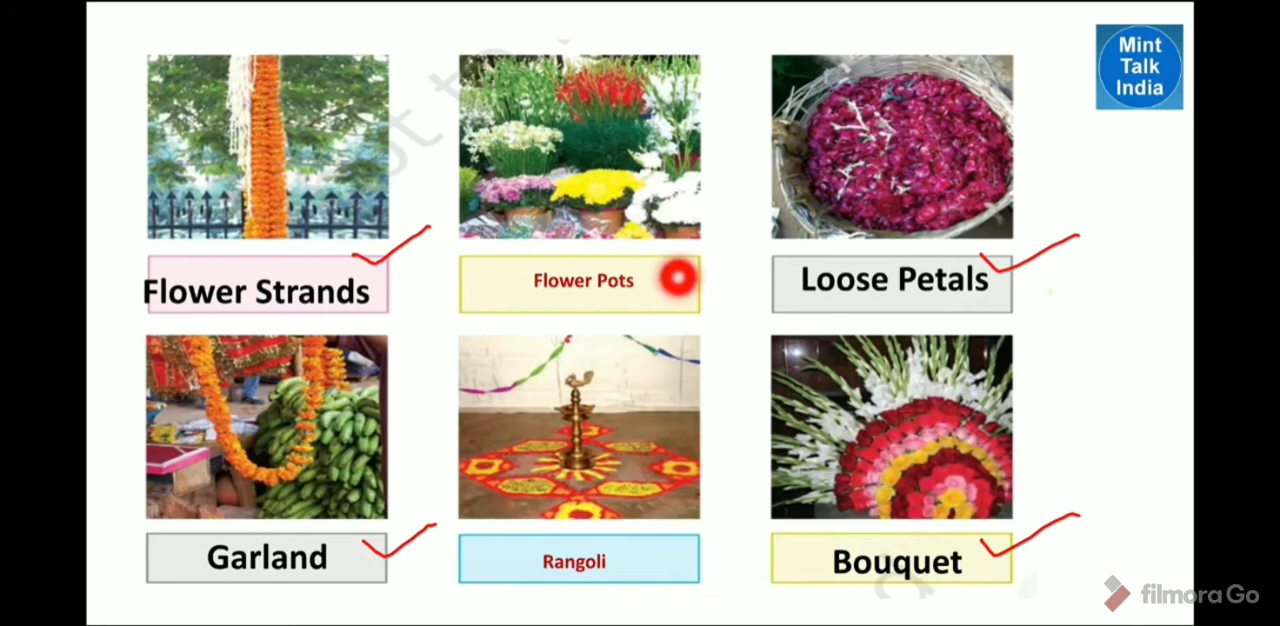 Mint
Talk
India
Flower Strands
Flower Pots
Loose Petals
Garland
Rangoli
Bouquet
filmoraGo